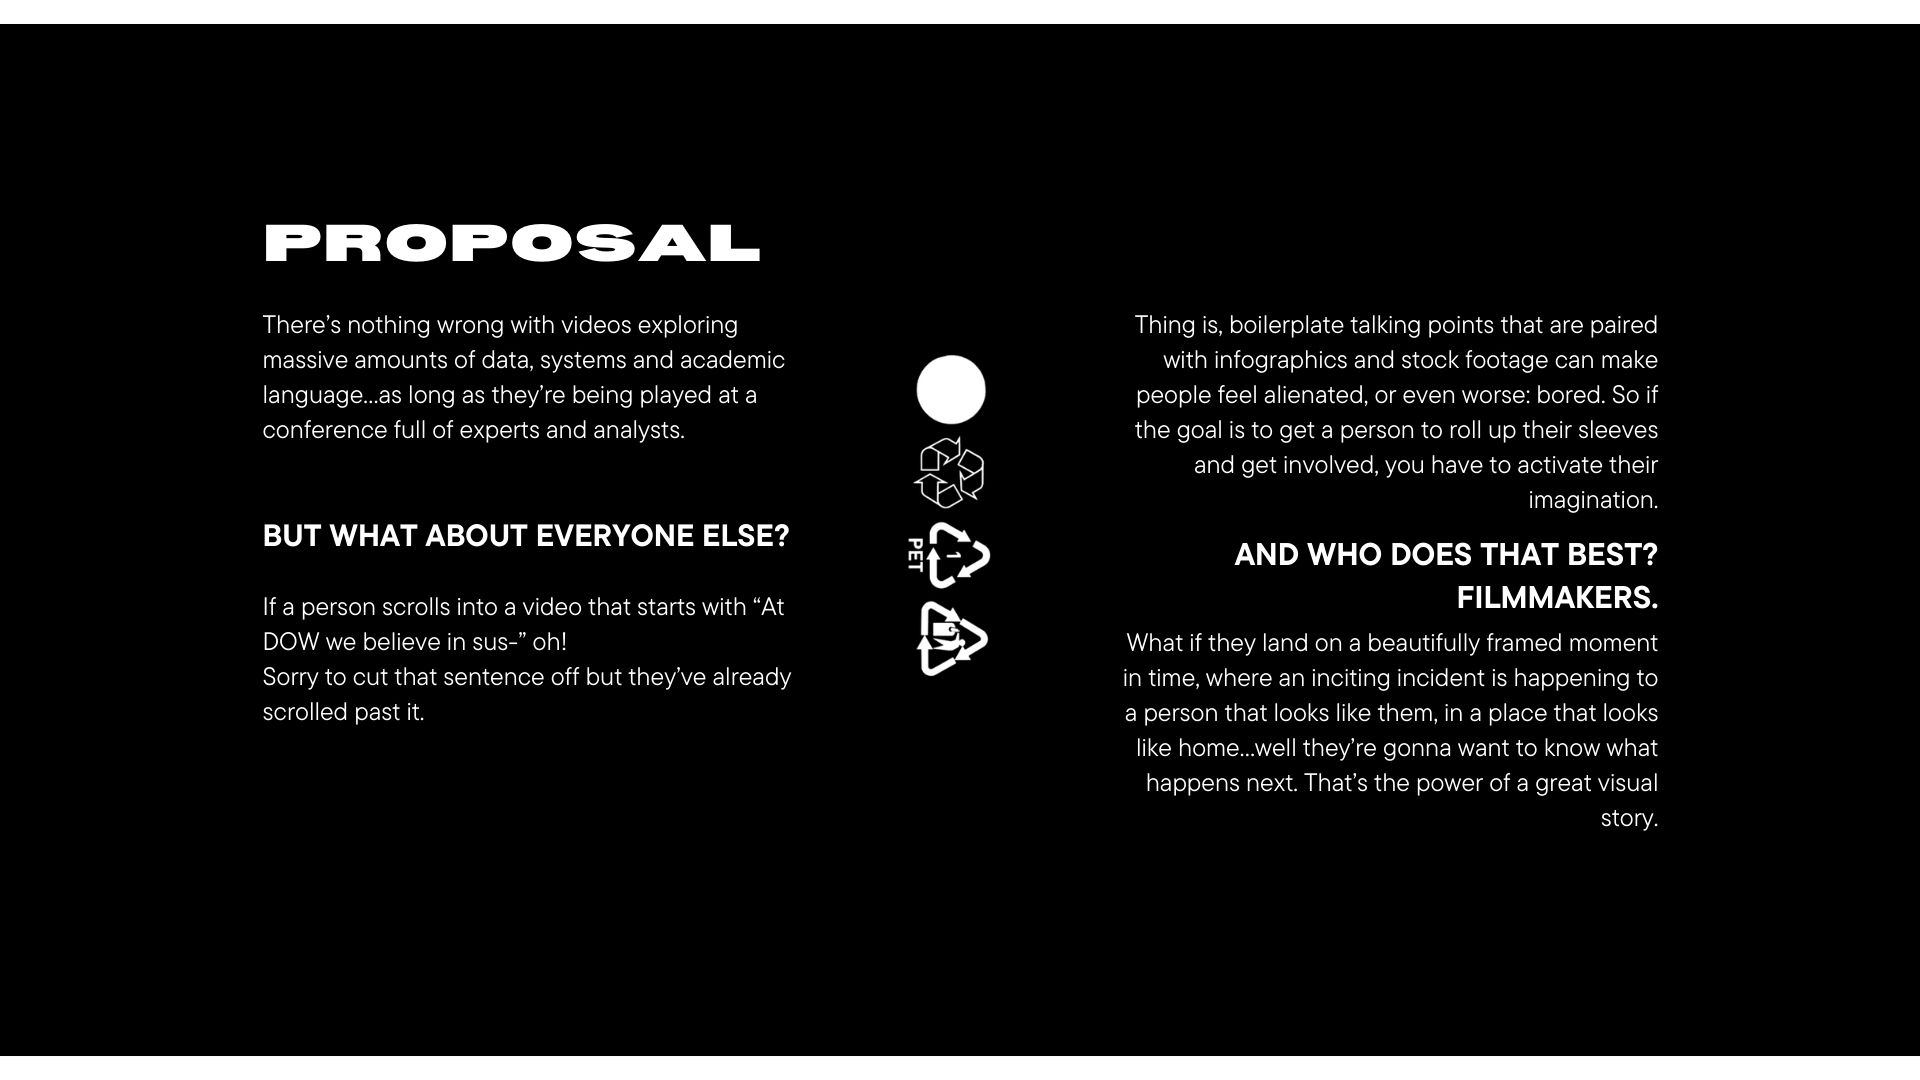 PROPOSAL
There’s nothing wrong with videos exploring
massive amounts of data, systems and academic
language...as long as they’re being played at a
conference full of experts and analysts.
BUT WHAT ABOUT EVERYONE ELSE?
If a person scrolls into a video that starts with “At
DOW we believe in sus-” oh!
Sorry to cut that sentence off but they’ve already
scrolled past it.
1
PET
Thing is, boilerplate talking points that are paired
with infographics and stock footage can make
people feel alienated, or even worse: bored. So if
the goal is to get a person to roll up their sleeves
and get involved, you have to activate their
imagination.
AND WHO DOES THAT BEST?
FILMMAKERS.
What if they land on a beautifully framed moment
in time, where an inciting incident is happening to
a person that looks like them, in a place that looks
like home...well they’re gonna want to know what
happens next. That’s the power of a great visual
story.